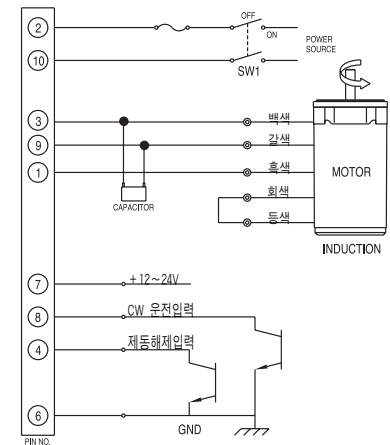 OFF
② ON POWER SOURCE
⑩ SW1
③ 백색
⑨ 갈색
① 흑색 MOTOR
회색
CAPACITOR
등색
INDUCTION
⑦ +12~24V
⑧ CW 운전입력
④ 제동해제입력
⑥ GND
PIN NO.